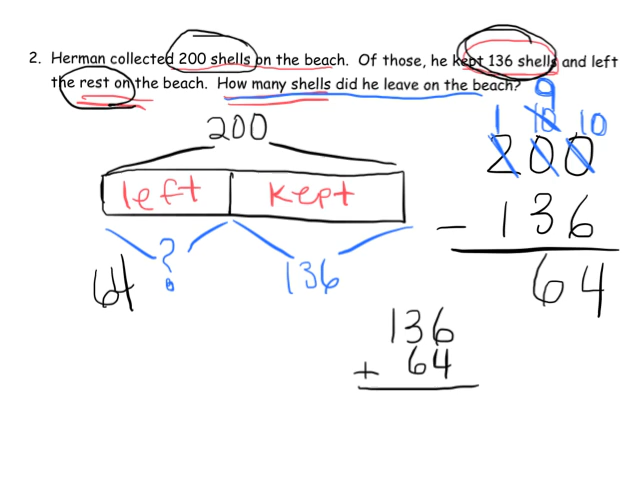 2. Herman collected 200 shells on the beach. Of those, he kept 136 shells and left
the rest on the beach. How many shells did he leave on the beach?
9
1 10 10
200
200
left kept
- 136
?
64 136
64
136
+ 64